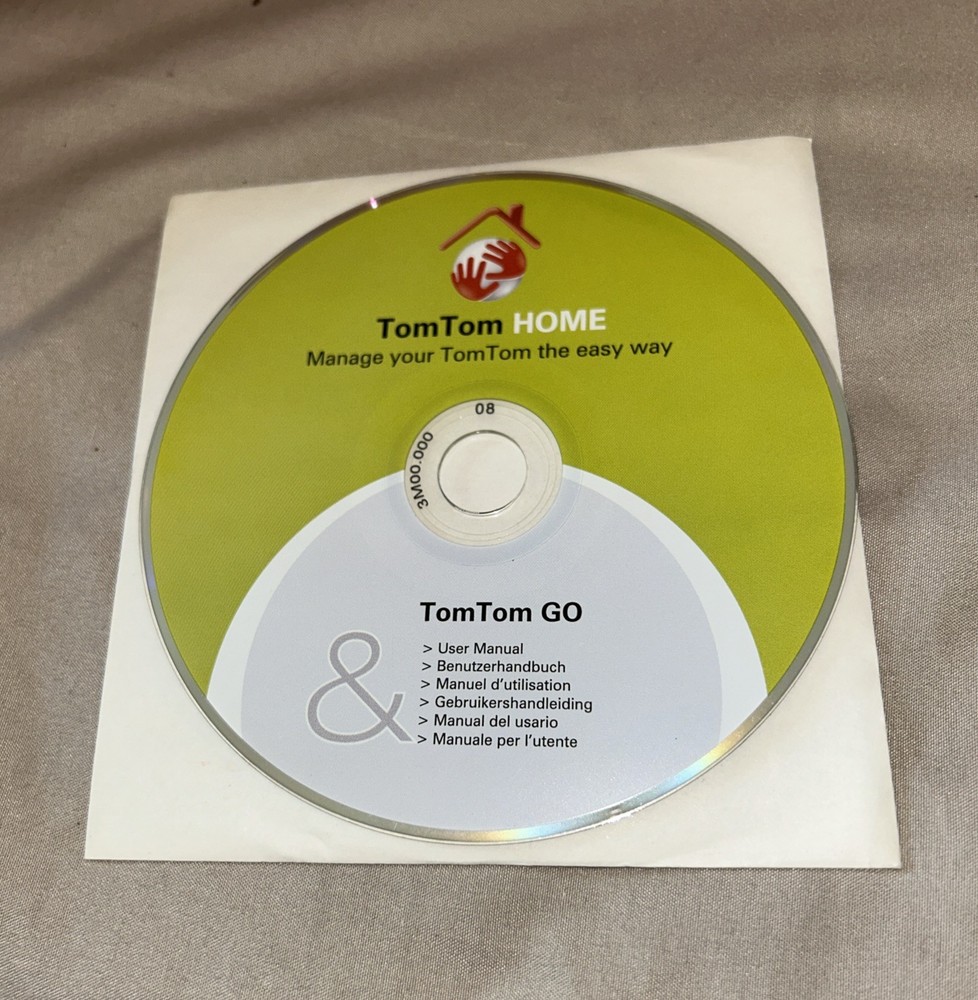 TomTom HOME
Manage your TomTom the easy way
08
3M00.000
TomTom GO
&
> User Manual
> Benutzerhandbuch
> Manuel d'utilisation
> Gebruikershandleiding
> Manual del usario
> Manuale per l'utente